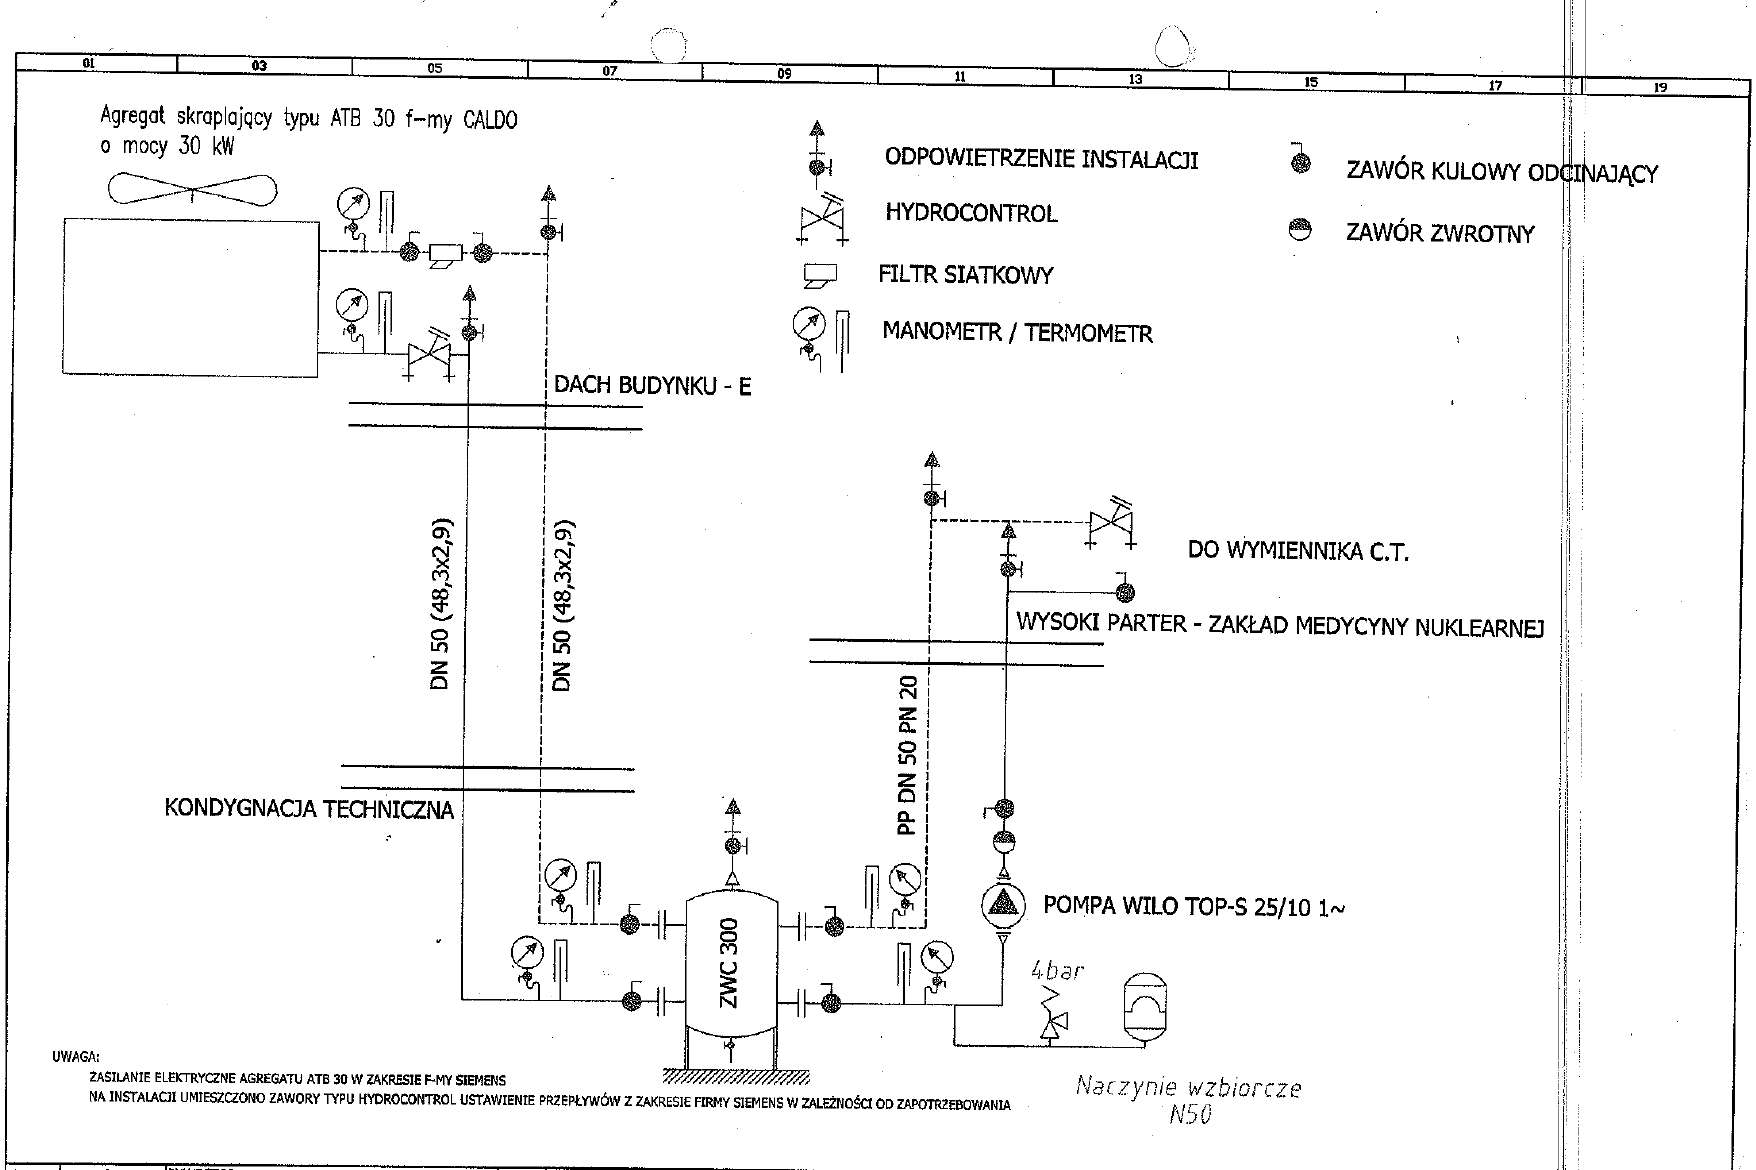 01 03 05 07 09 11 13 15 17 19
Agregat skraplający typu ATB 30 f-my CALDO
o mocy 30 kW
ODPOWIETRZENIE INSTALACJI
ZAWÓR KULOWY ODCINAJĄCY
HYDROCONTROL
ZAWÓR ZWROTNY
FILTR SIATKOWY
MANOMETR / TERMOMETR
DACH BUDYNKU - E
DN 50 (48,3x2,9)
DN 50 (48,3x2,9)
DO WYMIENNIKA C.T.
WYSOKI PARTER - ZAKŁAD MEDYCYNY NUKLEARNEJ
PP DN 50 PN 20
KONDYGNACJA TECHNICZNA
POMPA WILO TOP-S 25/10 1~
ZWC 300
4bar
UWAGA:
ZASILANIE ELEKTRYCZNE AGREGATU ATB 30 W ZAKRESIE F-MY SIEMENS
NA INSTALACJI UMIESZCZONO ZAWORY TYPU HYDROCONTROL USTAWIENIE PRZEPŁYWÓW Z ZAKRESIE FIRMY SIEMENS W ZALEŻNOŚCI OD ZAPOTRZEBOWANIA
Naczynie wzbiorcze
N50